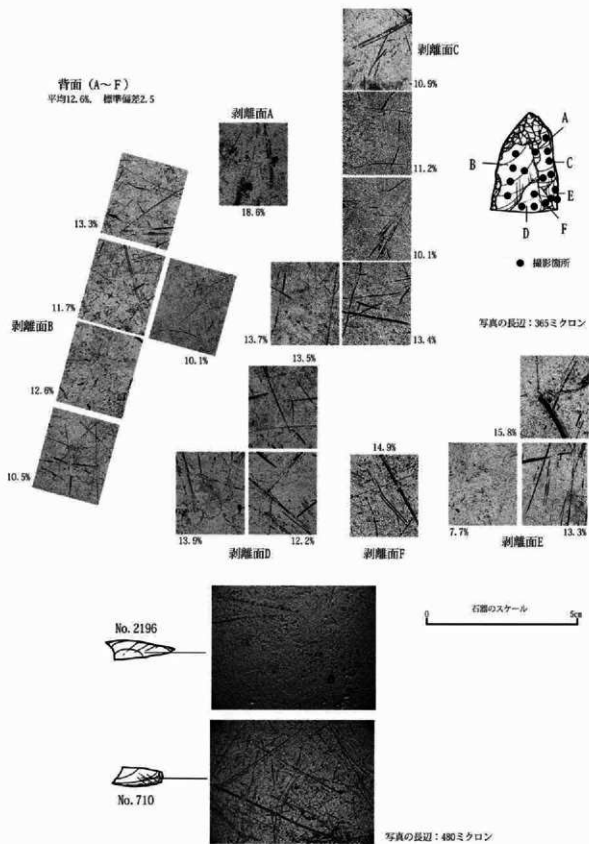 背面（A～F）
平均12.6%, 標準偏差2.5
剥離面A
18.6%
剥離面C
10.9%
11.2%
10.1%
13.7%
13.4%
A
B
C
E
F
D
● 撮影箇所
写真の長辺：365ミクロン
剥離面B
13.3%
11.7%
10.1%
12.6%
10.5%
13.5%
13.9%
12.2%
剥離面D
14.9%
剥離面F
15.8%
7.7%
13.3%
剥離面E
No.2196
石器のスケール
0
5cm
No.710
写真の長辺：480ミクロン